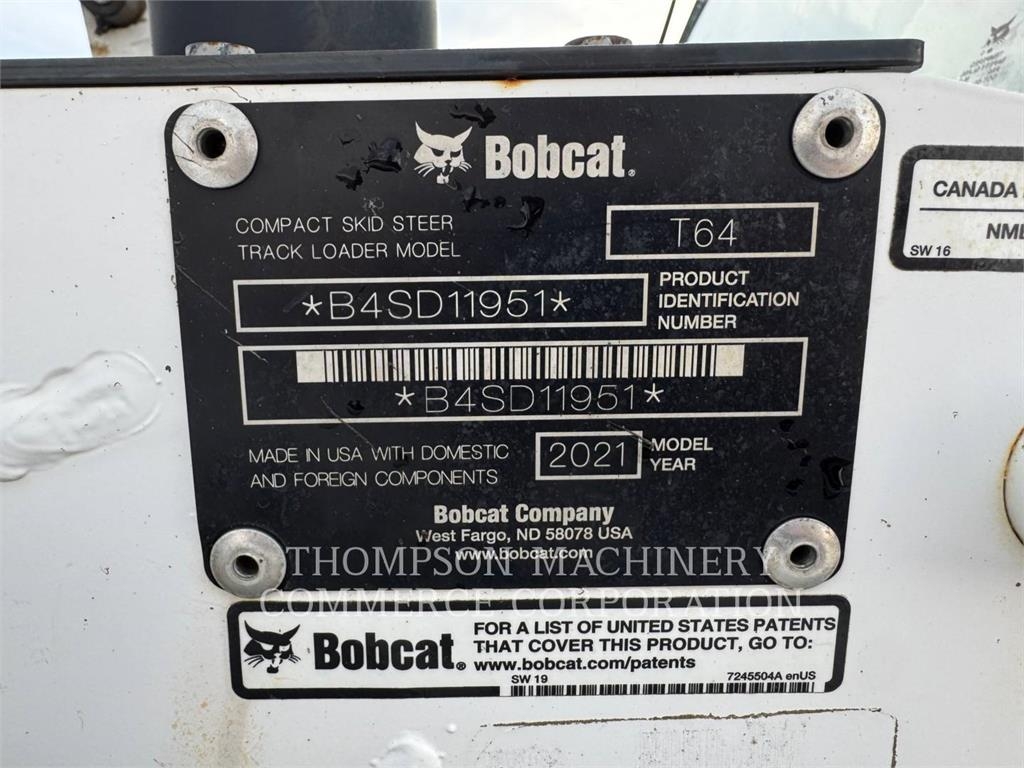 Bobcat®
COMPACT SKID STEER
TRACK LOADER MODEL
T64
*B4SD11951*
PRODUCT
IDENTIFICATION
NUMBER
*B4SD11951*
MADE IN USA WITH DOMESTIC
AND FOREIGN COMPONENTS
2021
MODEL
YEAR
Bobcat Company
West Fargo, ND 58078 USA
www.bobcat.com
THOMPSON MACHINERY
COMMERCE CORPORATION
Bobcat®
FOR A LIST OF UNITED STATES PATENTS
THAT COVER THIS PRODUCT, GO TO:
www.bobcat.com/patents
SW 19
7245504A enUS
CANADA
SW 16